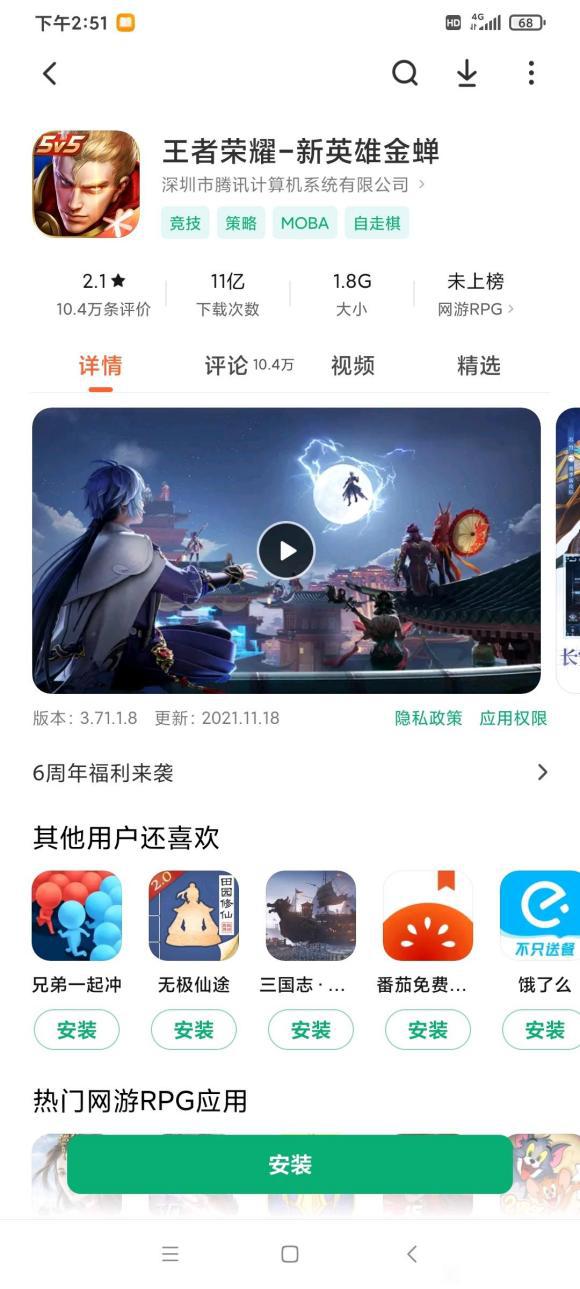 下午2:51
HD 4G 68
5v5
王者荣耀-新英雄金蝉
深圳市腾讯计算机系统有限公司
竞技 策略 MOBA 自走棋
2.1★ 11亿 1.8G 未上榜
10.4万条评价 下载次数 大小 网游RPG
详情 评论 10.4万 视频 精选
版本：3.71.1.8 更新：2021.11.18 隐私政策 应用权限
6周年福利来袭
其他用户还喜欢
2.0 田园修仙
不只送餐
兄弟一起冲 无极仙途 三国志·... 番茄免费... 饿了么
安装 安装 安装 安装 安装
热门网游RPG应用
安装